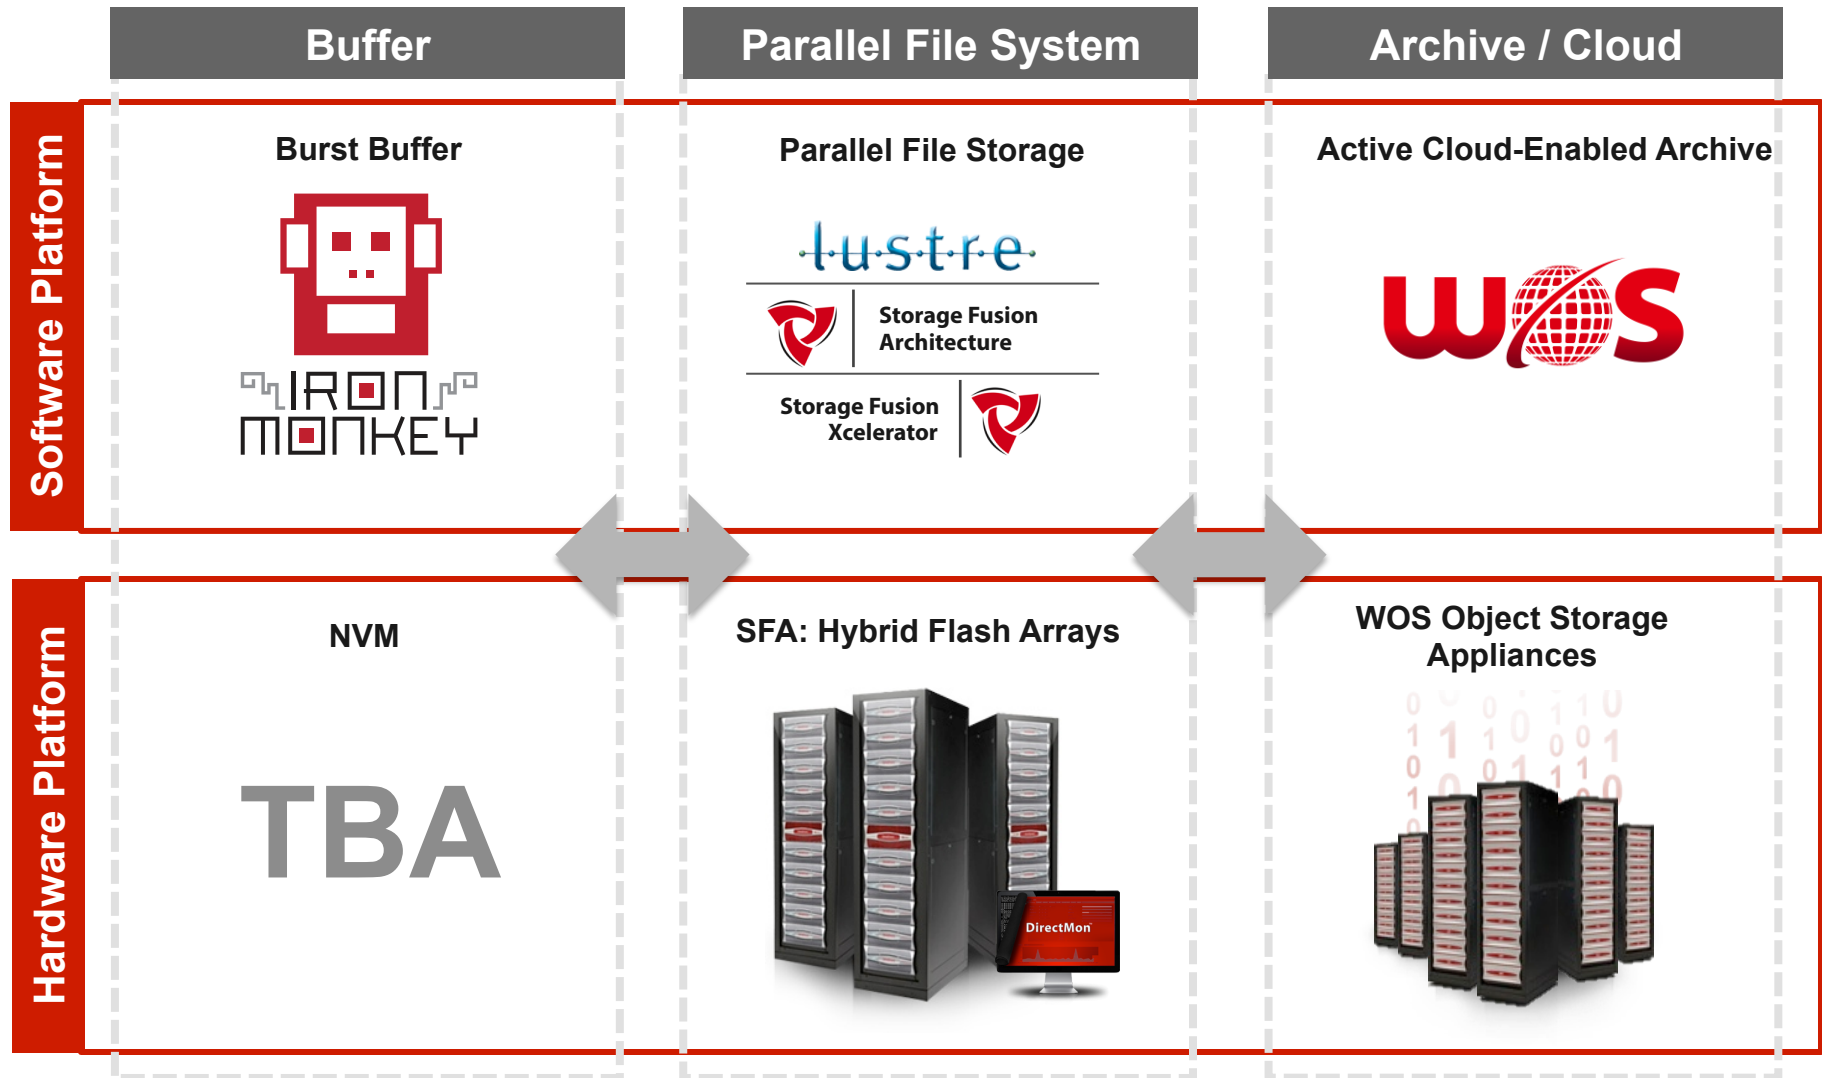 Buffer
Parallel File System
Archive / Cloud
Software Platform
Burst Buffer
IRON
MONKEY
Parallel File Storage
l.u.s.t.r.e.
Storage Fusion
Architecture
Storage Fusion
Xcelerator
Active Cloud-Enabled Archive
WOS
Hardware Platform
NVM
TBA
SFA: Hybrid Flash Arrays
DirectMon
WOS Object Storage
Appliances